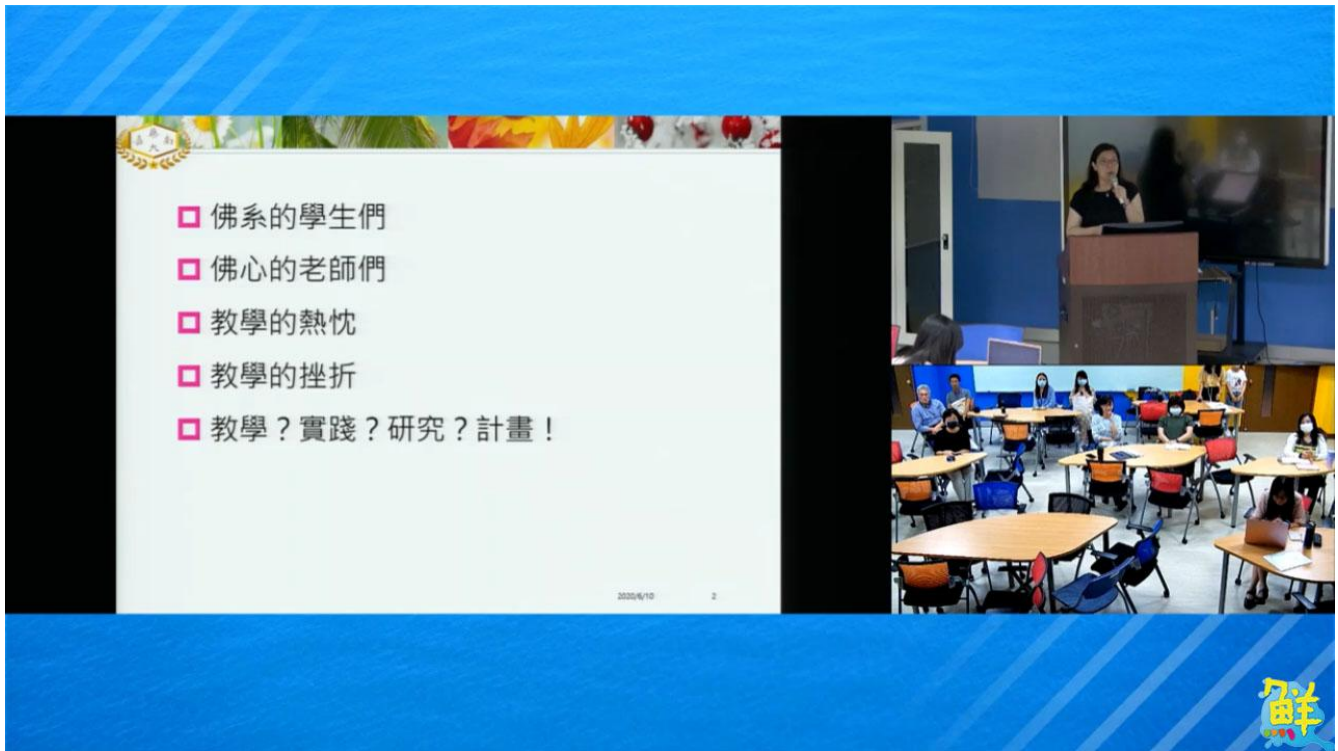 佛系的學生們
佛心的老師們
教學的熱忱
教學的挫折
教學？實踐？研究？計畫！
2020/6/10 2
鮮